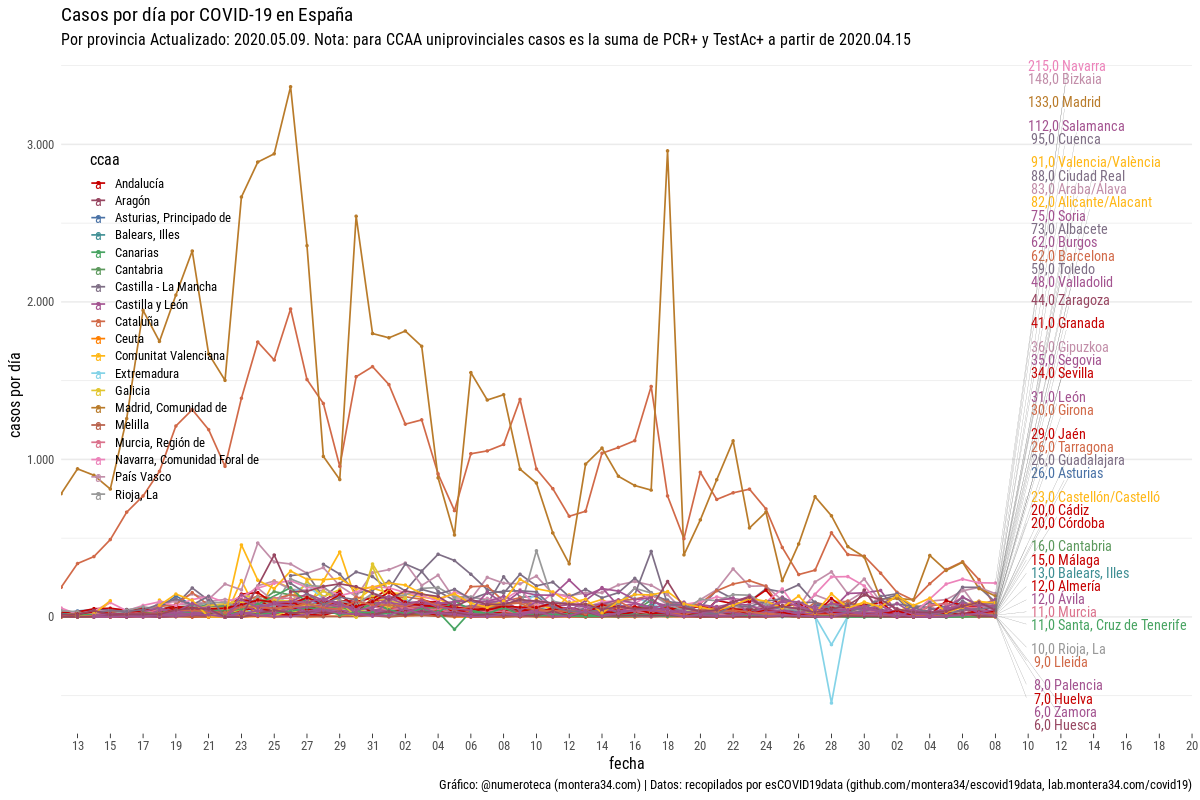 Casos por día por COVID-19 en España
Por provincia Actualizado: 2020.05.09. Nota: para CCAA uniprovinciales casos es la suma de PCR+ y TestAc+ a partir de 2020.04.15
casos por día
3.000
2.000
1.000
0
ccaa
Andalucía
Aragón
Asturias, Principado de
Balears, Illes
Canarias
Cantabria
Castilla - La Mancha
Castilla y León
Cataluña
Ceuta
Comunitat Valenciana
Extremadura
Galicia
Madrid, Comunidad de
Melilla
Murcia, Región de
Navarra, Comunidad Foral de
País Vasco
Rioja, La
215,0 Navarra
148,0 Bizkaia
133,0 Madrid
112,0 Salamanca
95,0 Cuenca
91,0 Valencia/València
88,0 Ciudad Real
83,0 Araba/Álava
82,0 Alicante/Alacant
75,0 Soria
73,0 Albacete
62,0 Burgos
62,0 Barcelona
59,0 Toledo
48,0 Valladolid
44,0 Zaragoza
41,0 Granada
36,0 Gipuzkoa
35,0 Segovia
34,0 Sevilla
31,0 León
30,0 Girona
29,0 Jaén
26,0 Tarragona
26,0 Guadalajara
26,0 Asturias
23,0 Castellón/Castelló
20,0 Cádiz
20,0 Córdoba
16,0 Cantabria
15,0 Málaga
13,0 Balears, Illes
12,0 Almería
12,0 Ávila
11,0 Murcia
11,0 Santa, Cruz de Tenerife
10,0 Rioja, La
9,0 Lleida
8,0 Palencia
7,0 Huelva
6,0 Zamora
6,0 Huesca
13 15 17 19 21 23 25 27 29 31 02 04 06 08 10 12 14 16 18 20 22 24 26 28 30 02 04 06 08 10 12 14 16 18 20
fecha
Gráfico: @numeroteca (montera34.com) | Datos: recopilados por esCOVID19data (github.com/montera34/escovid19data, lab.montera34.com/covid19)